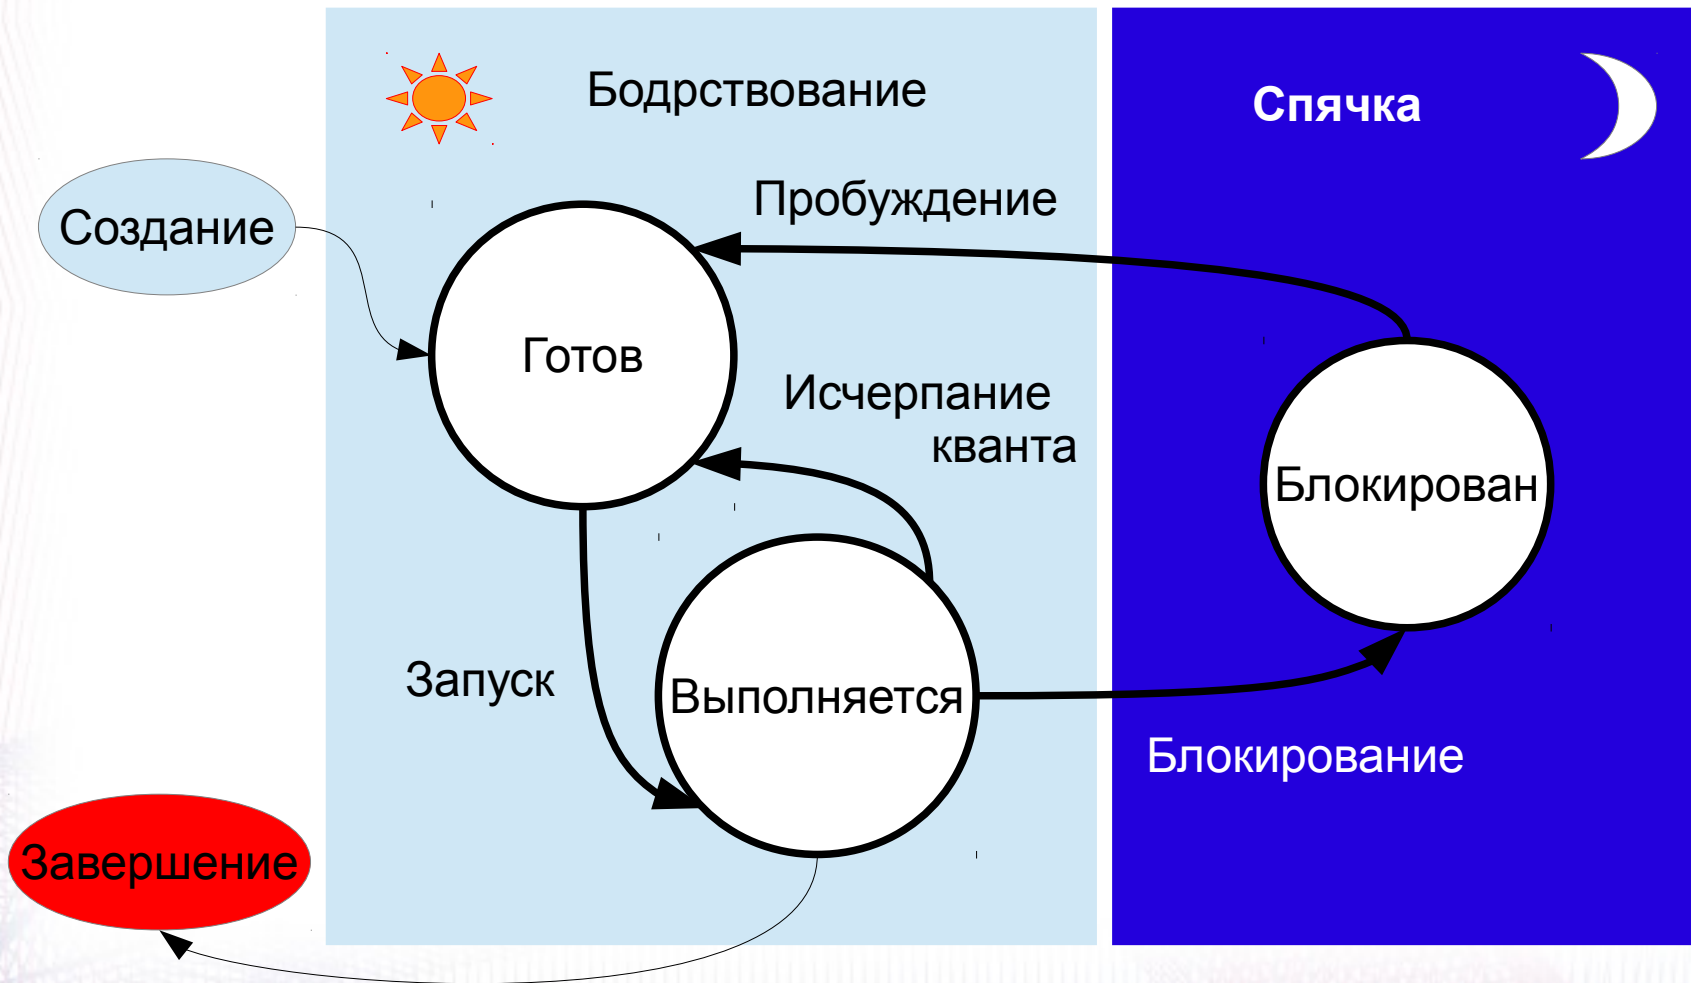 Бодрствование
Спячка
Пробуждение
Создание
Готов
Исчерпание
кванта
Блокирован
Запуск
Выполняется
Блокирование
Завершение